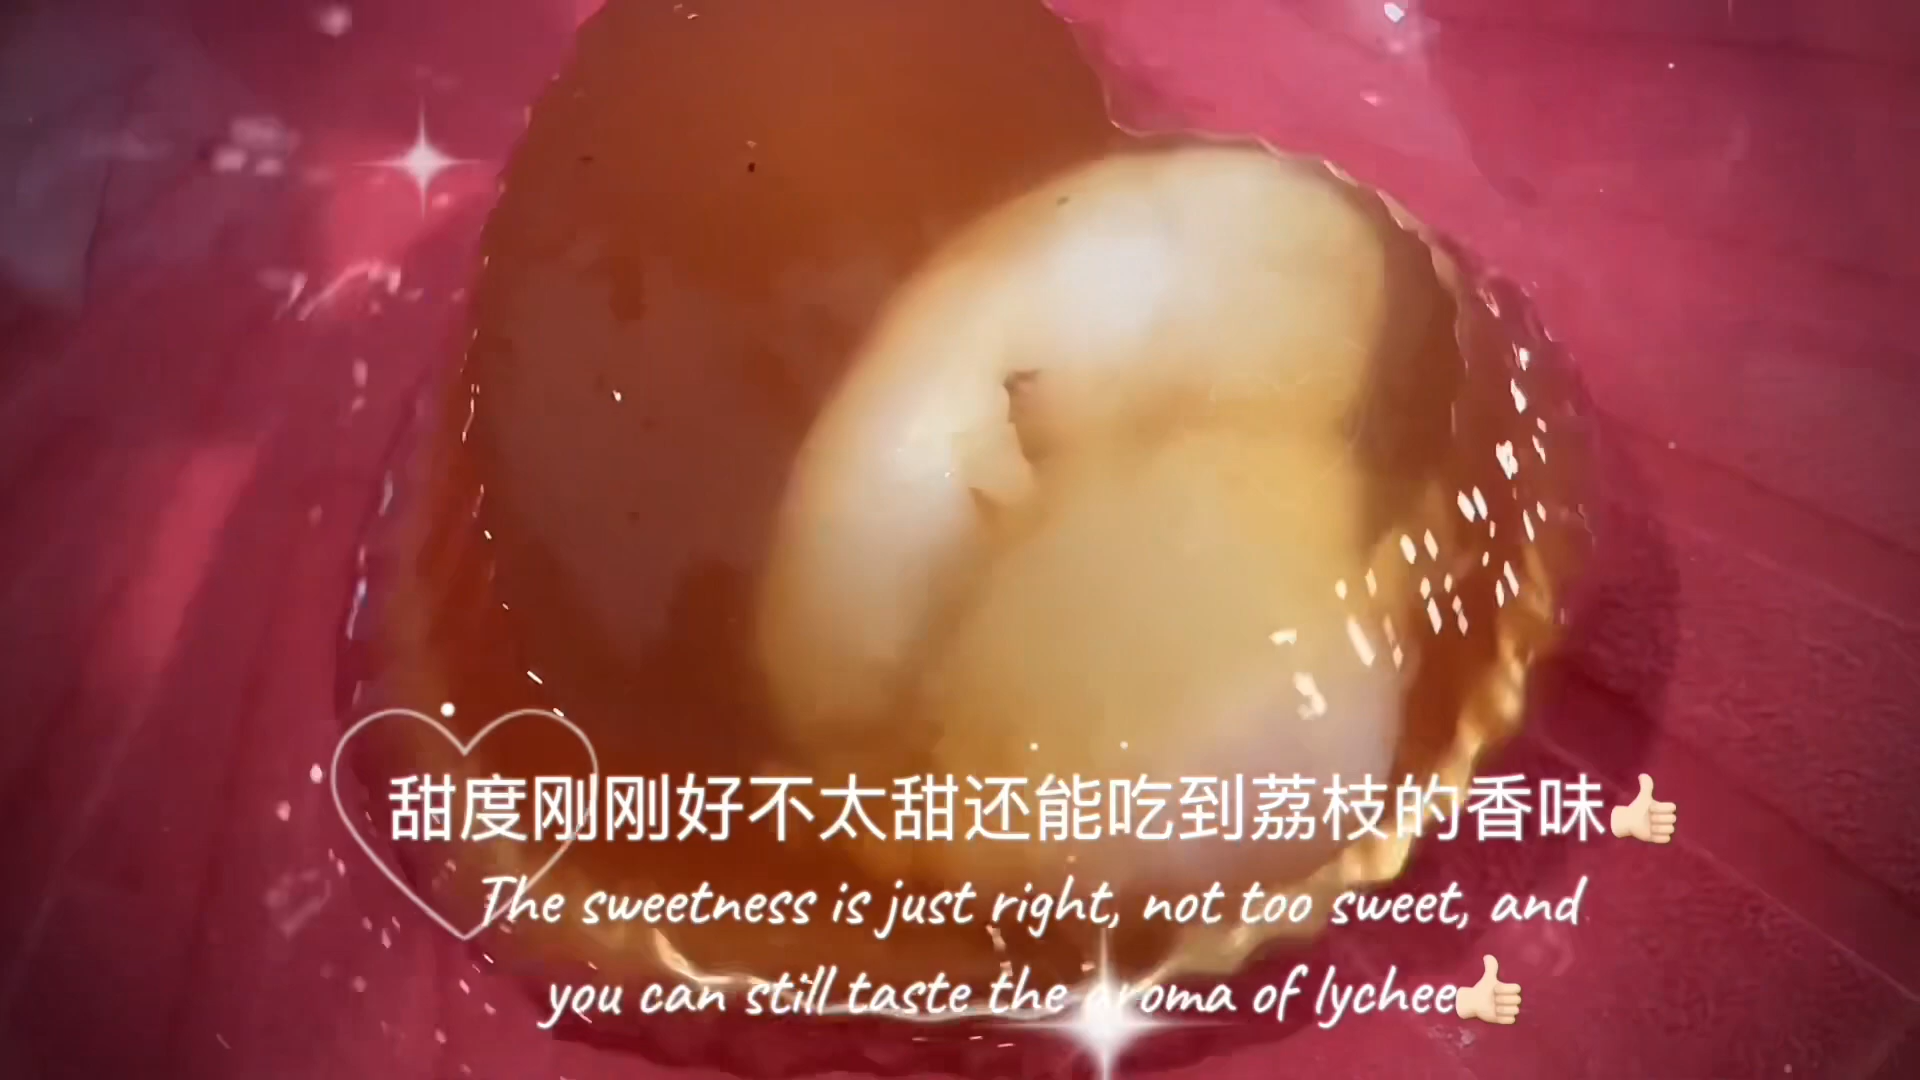 甜度刚刚好不太甜还能吃到荔枝的香味👍🏻
The sweetness is just right, not too sweet, and
you can still taste the aroma of lychee👍🏻